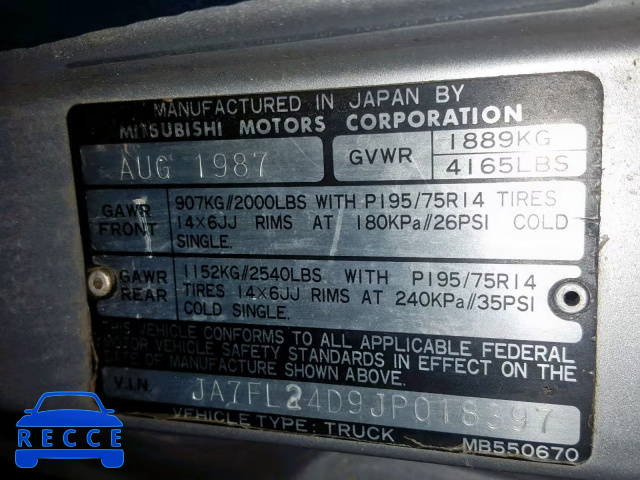 MANUFACTURED IN JAPAN BY
MITSUBISHI MOTORS CORPORATION
AUG 1987
GVWR
1889KG
4165LBS
GAWR
FRONT
907KG//2000LBS WITH P195/75R14 TIRES
14×6JJ RIMS AT 180KPa//26PSI COLD
SINGLE.
GAWR
REAR
1152KG//2540LBS WITH P195/75R14
TIRES 14×6JJ RIMS AT 240KPa//35PSI
COLD SINGLE.
THIS VEHICLE CONFORMS TO ALL APPLICABLE FEDERAL
MOTOR VEHICLE SAFETY STANDARDS IN EFFECT ON THE
DATE OF MANUFACTURE SHOWN ABOVE.
V.I.N. JA7FL24D9JP018397
VEHICLE TYPE: TRUCK
MB550670
RECCE